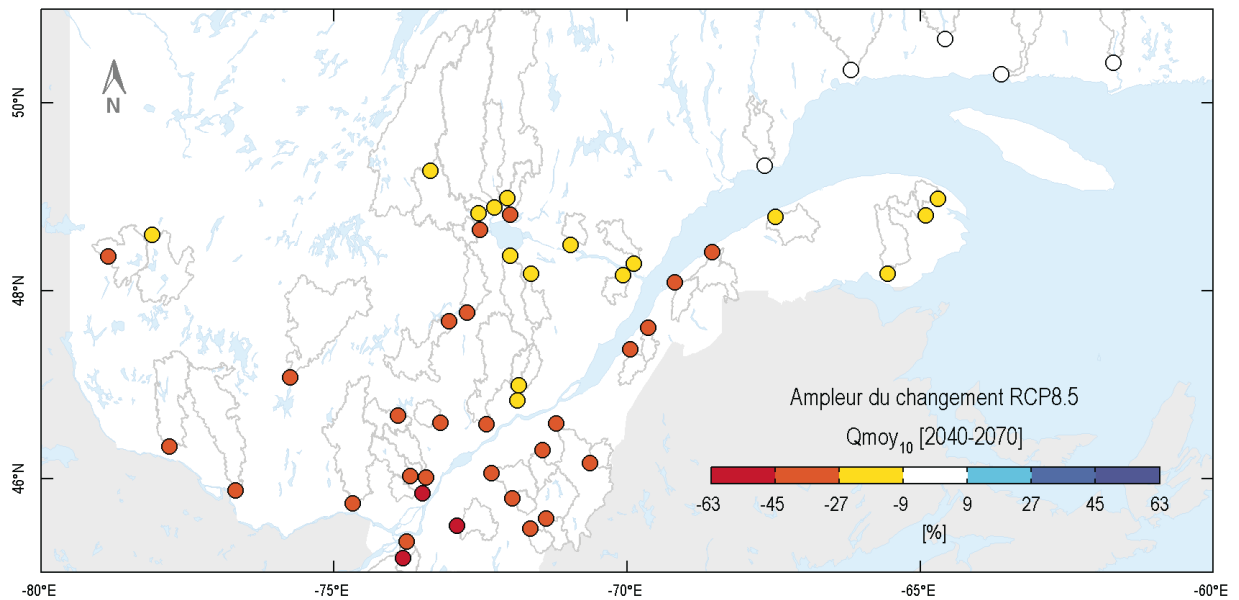 50°N
48°N
46°N
N
Ampleur du changement RCP8.5
Qmoy10 [2040-2070]
-63 -45 -27 -9 9 27 45 63
[%]
-80°E -75°E -70°E -65°E -60°E